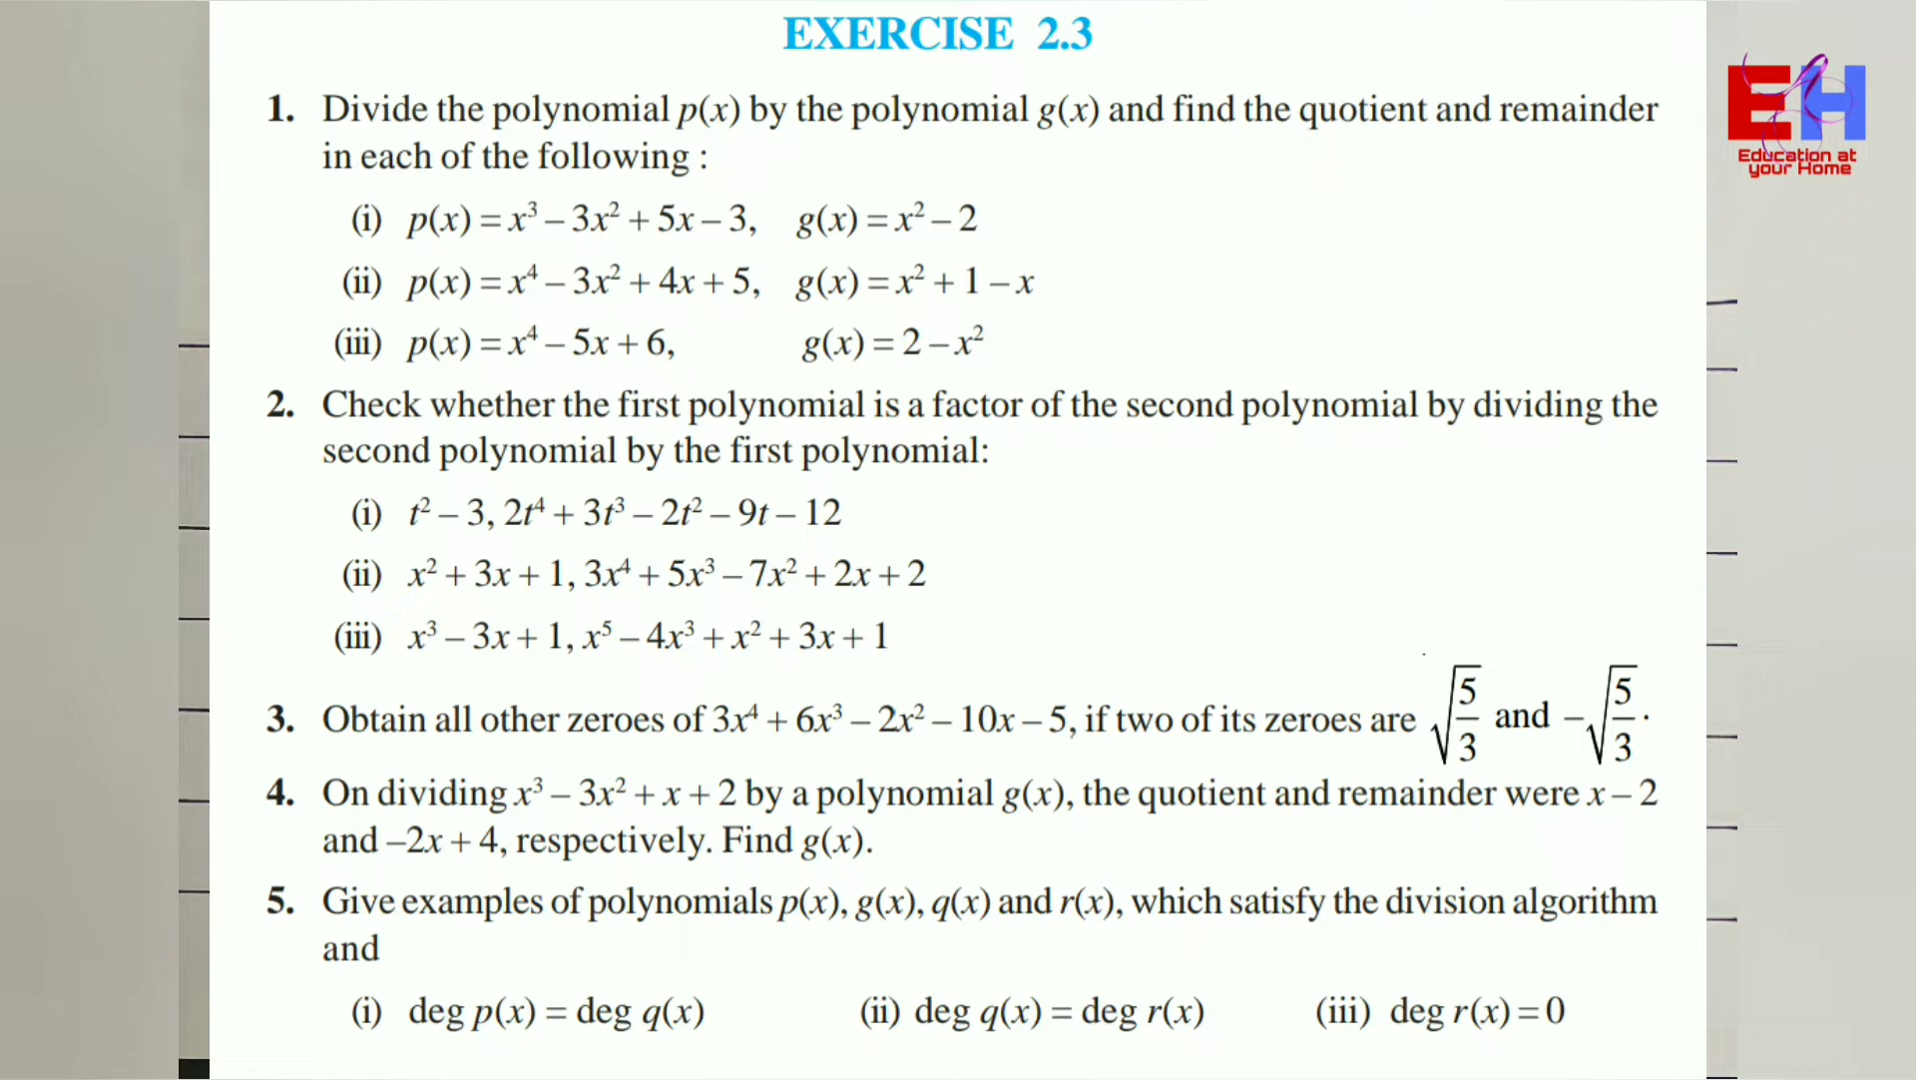 EXERCISE 2.3
1. Divide the polynomial p(x) by the polynomial g(x) and find the quotient and remainder
in each of the following :
(i) p(x) = x³ – 3x² + 5x – 3, g(x) = x² – 2
(ii) p(x) = x⁴ – 3x² + 4x + 5, g(x) = x² + 1 – x
(iii) p(x) = x⁴ – 5x + 6, g(x) = 2 – x²
2. Check whether the first polynomial is a factor of the second polynomial by dividing the
second polynomial by the first polynomial:
(i) t² – 3, 2t⁴ + 3t³ – 2t² – 9t – 12
(ii) x² + 3x + 1, 3x⁴ + 5x³ – 7x² + 2x + 2
(iii) x³ – 3x + 1, x⁵ – 4x³ + x² + 3x + 1
3. Obtain all other zeroes of 3x⁴ + 6x³ – 2x² – 10x – 5, if two of its zeroes are √(5/3) and –√(5/3).
4. On dividing x³ – 3x² + x + 2 by a polynomial g(x), the quotient and remainder were x – 2
and –2x + 4, respectively. Find g(x).
5. Give examples of polynomials p(x), g(x), q(x) and r(x), which satisfy the division algorithm
and
(i) deg p(x) = deg q(x) (ii) deg q(x) = deg r(x) (iii) deg r(x) = 0
EH
Education at
your Home